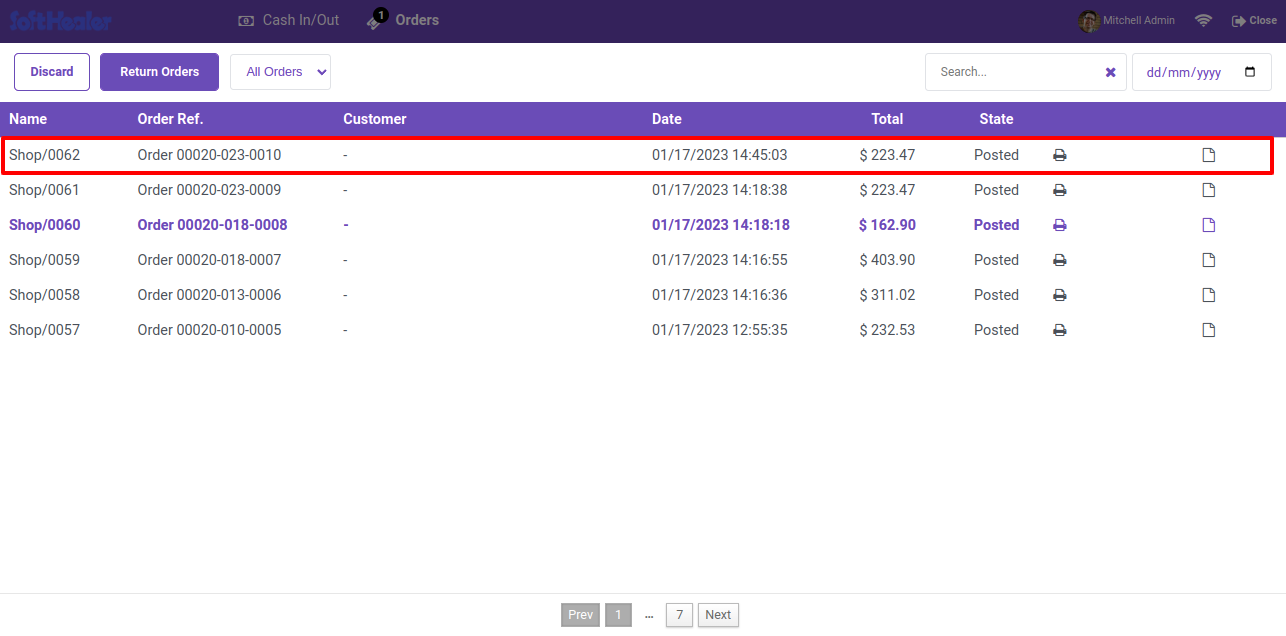 SoftHealer Cash In/Out 1 Orders Mitchell Admin Close
Discard Return Orders All Orders Search... dd/mm/yyyy
Name Order Ref. Customer Date Total State
Shop/0062 Order 00020-023-0010 - 01/17/2023 14:45:03 $ 223.47 Posted
Shop/0061 Order 00020-023-0009 - 01/17/2023 14:18:38 $ 223.47 Posted
Shop/0060 Order 00020-018-0008 - 01/17/2023 14:18:18 $ 162.90 Posted
Shop/0059 Order 00020-018-0007 - 01/17/2023 14:16:55 $ 403.90 Posted
Shop/0058 Order 00020-013-0006 - 01/17/2023 14:16:36 $ 311.02 Posted
Shop/0057 Order 00020-010-0005 - 01/17/2023 12:55:35 $ 232.53 Posted
Prev 1 ... 7 Next